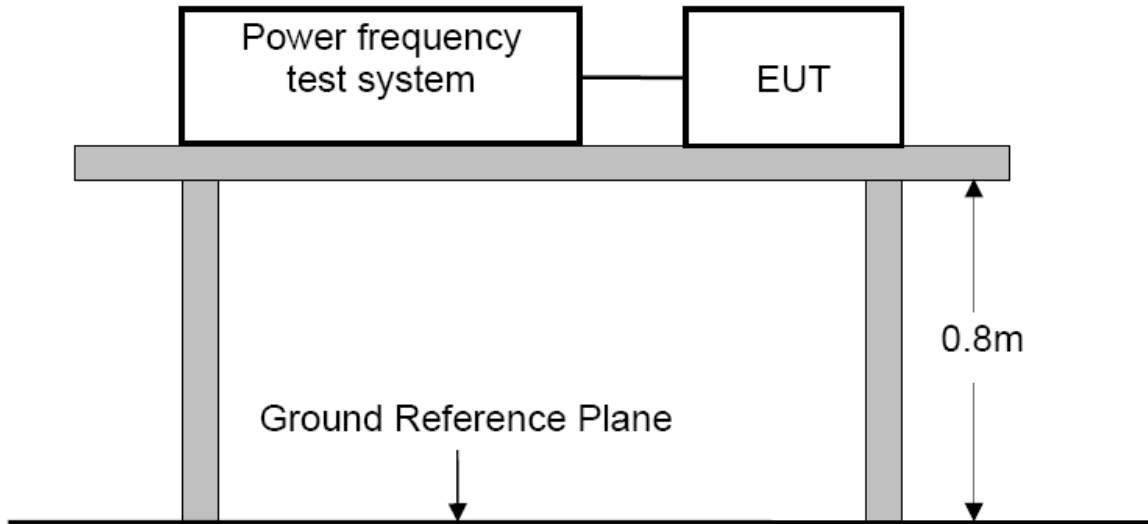 Power frequency
test system
EUT
0.8m
Ground Reference Plane